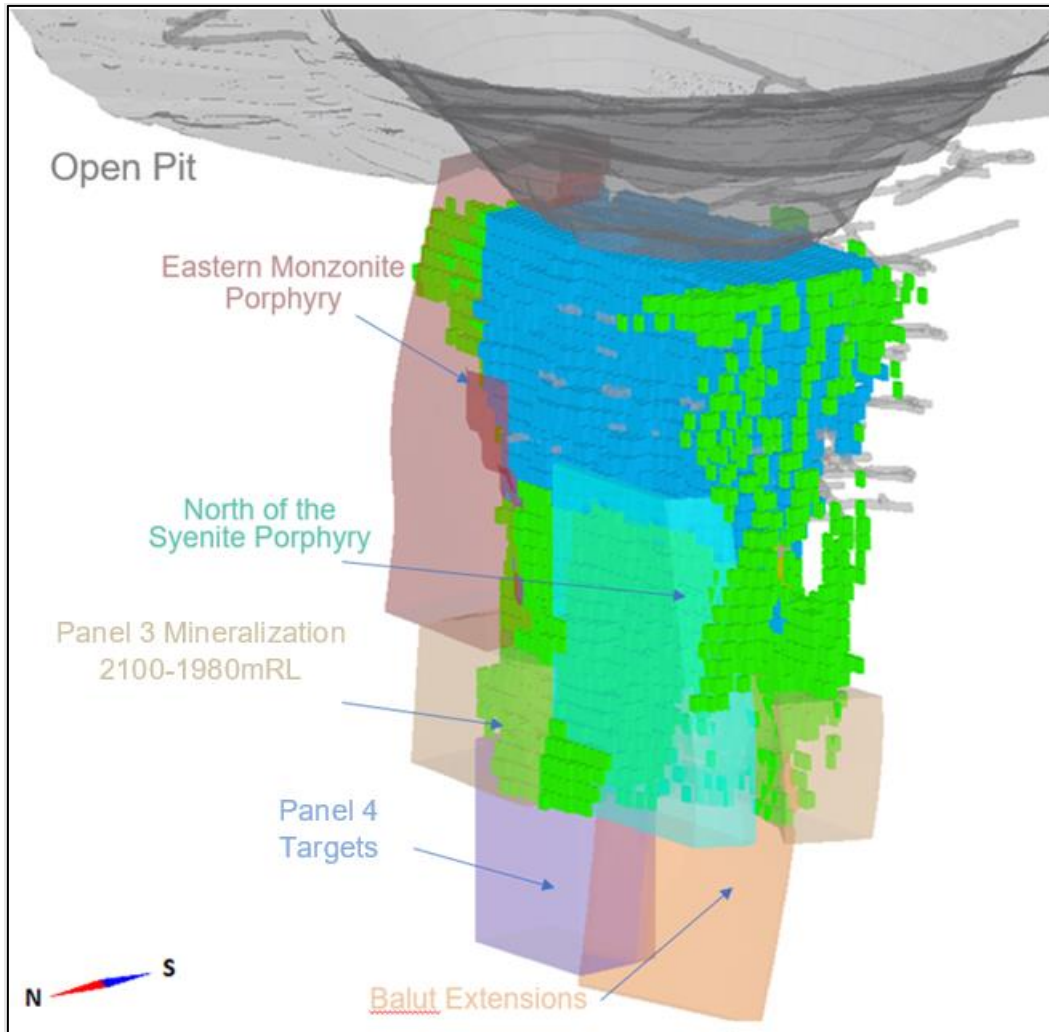 Open Pit
Eastern Monzonite
Porphyry
North of the
Syenite Porphyry
Panel 3 Mineralization
2100-1980mRL
Panel 4
Targets
Balut Extensions
N
S